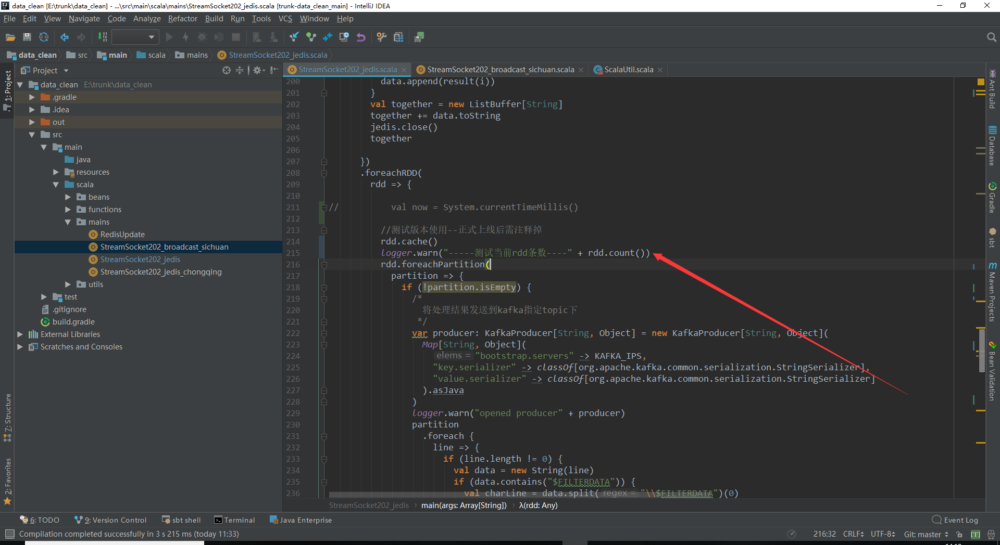 data_clean [E:\trunk\data_clean] - ...\src\main\scala\mains\StreamSocket202_jedis.scala [trunk-data_clean_main] - IntelliJ IDEA
File Edit View Navigate Code Analyze Refactor Build Run Tools VCS Window Help
data_clean src main scala mains StreamSocket202_jedis.scala
Project
StreamSocket202_jedis.scala StreamSocket202_broadcast_sichuan.scala ScalaUtil.scala
1: Project
7: Structure
2: Favorites
data_clean E:\trunk\data_clean
.gradle
.idea
out
src
main
java
resources
scala
beans
functions
mains
RedisUpdate
StreamSocket202_broadcast_sichuan
StreamSocket202_jedis
StreamSocket202_jedis_chongqing
utils
test
.gitignore
build.gradle
External Libraries
Scratches and Consoles
200 data.append(result(i))
201 }
202 val together = new ListBuffer[String]
203 together += data.toString
204 jedis.close()
205 together
206
207 })
208 .foreachRDD(
209 rdd => {
210
211 // val now = System.currentTimeMillis()
212
213 //测试版本使用--正式上线后需注释掉
214 rdd.cache()
215 logger.warn("-----测试当前rdd条数----" + rdd.count())
216 rdd.foreachPartition(
217 partition => {
218 if (!partition.isEmpty) {
219 /*
220 将处理结果发送到kafka指定topic下
221 */
222 var producer: KafkaProducer[String, Object] = new KafkaProducer[String, Object](
223 Map[String, Object](
224 elems = "bootstrap.servers" -> KAFKA_IPS,
225 "key.serializer" -> classOf[org.apache.kafka.common.serialization.StringSerializer],
226 "value.serializer" -> classOf[org.apache.kafka.common.serialization.StringSerializer]
227 ).asJava
228 )
229 logger.warn("opened producer" + producer)
230 partition
231 .foreach {
232 line => {
233 if (line.length != 0) {
234 val data = new String(line)
235 if (data.contains("$FILTERDATA")) {
236 val charLine = data.split( regex = "\\$FILTERDATA")(0)
Ant Build
Database
Gradle
sbt
Maven Projects
Bean Validation
StreamSocket202_jedis main(args: Array[String]) λ(rdd: Any)
6: TODO 9: Version Control sbt shell Terminal Java Enterprise Event Log
Compilation completed successfully in 3 s 215 ms (today 11:33) 216:32 CRLF UTF-8 Git: master [T]